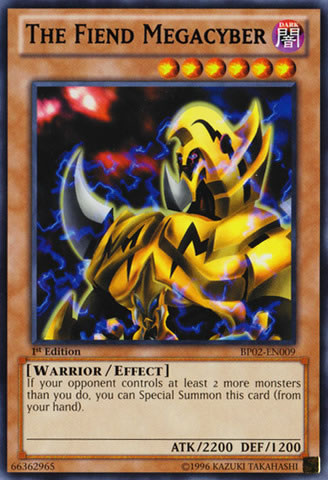 THE FIEND MEGACYBER
DARK
闇
1st Edition
BP02-EN009
[WARRIOR/EFFECT]
If your opponent controls at least 2 more monsters
than you do, you can Special Summon this card (from
your hand).
ATK/2200 DEF/1200
66362965
©1996 KAZUKI TAKAHASHI